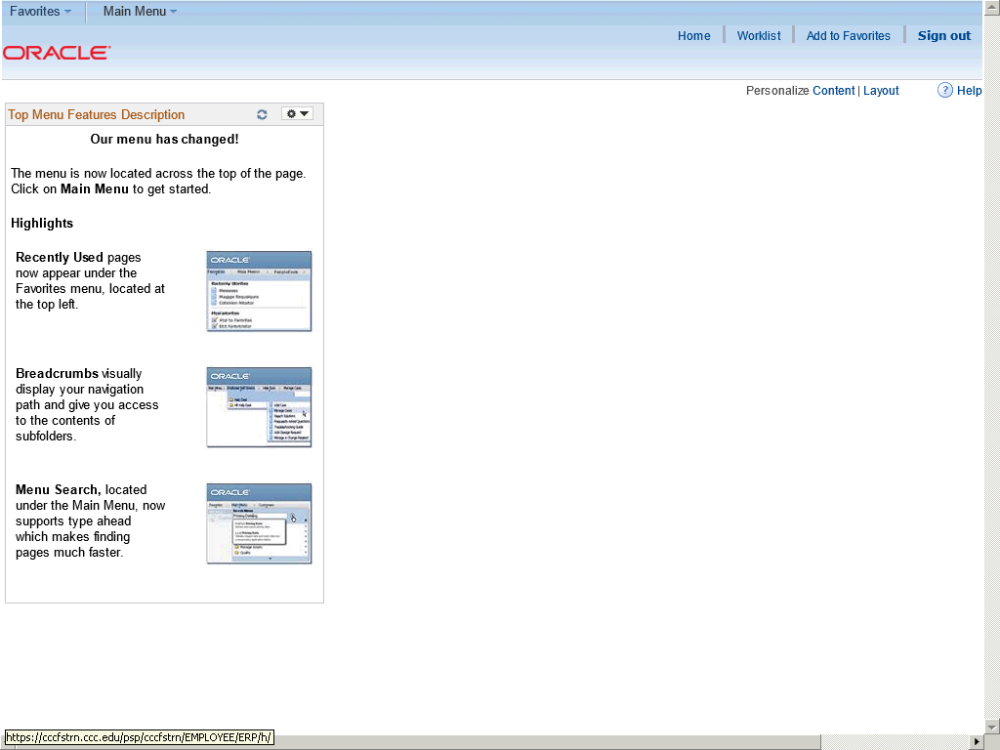 Favorites
Main Menu
Home
Worklist
Add to Favorites
Sign out
ORACLE
Personalize Content | Layout
? Help
Top Menu Features Description
Our menu has changed!
The menu is now located across the top of the page.
Click on Main Menu to get started.
Highlights
Recently Used pages
now appear under the
Favorites menu, located at
the top left.
ORACLE
Breadcrumbs visually
display your navigation
path and give you access
to the contents of
subfolders.
ORACLE
Menu Search, located
under the Main Menu, now
supports type ahead
which makes finding
pages much faster.
ORACLE
https://cccfstrn.ccc.edu/psp/cccfstrn/EMPLOYEE/ERP/h/